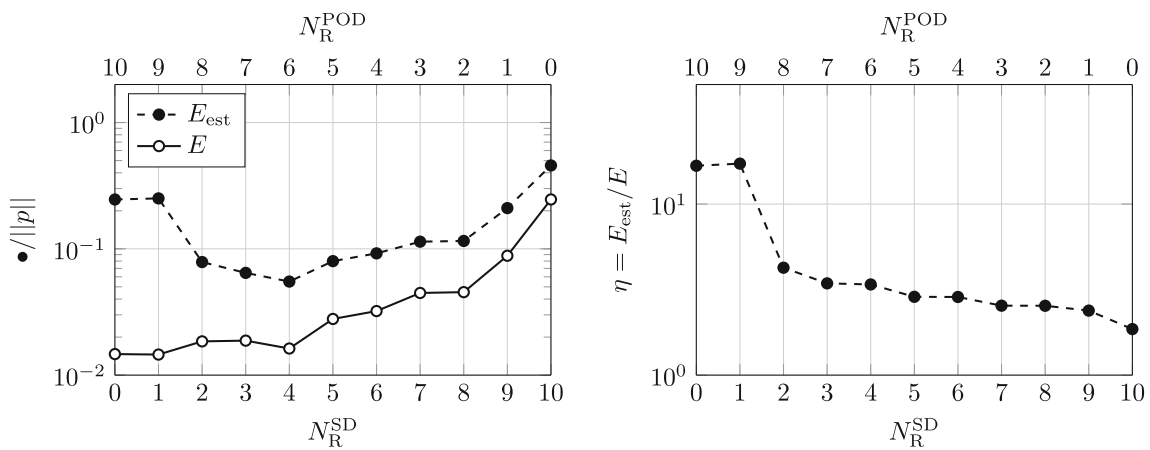 N_R^POD
10 9 8 7 6 5 4 3 2 1 0
E_est
E
10^0
10^−1
10^−2
●/||p||
0 1 2 3 4 5 6 7 8 9 10
N_R^SD
N_R^POD
10 9 8 7 6 5 4 3 2 1 0
10^1
10^0
η = E_est/E
0 1 2 3 4 5 6 7 8 9 10
N_R^SD